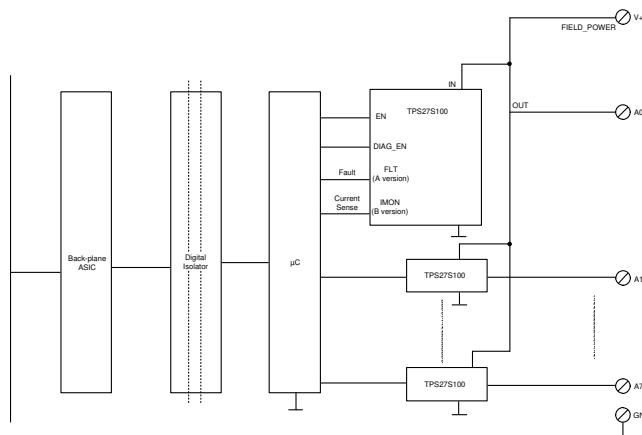 V+
FIELD_POWER
IN
TPS27S100
OUT
A0
EN
DIAG_EN
Fault
FLT
(A version)
Current
Sense
IMON
(B version)
Back-plane
ASIC
Digital
Isolator
µC
TPS27S100
A1
TPS27S100
A7